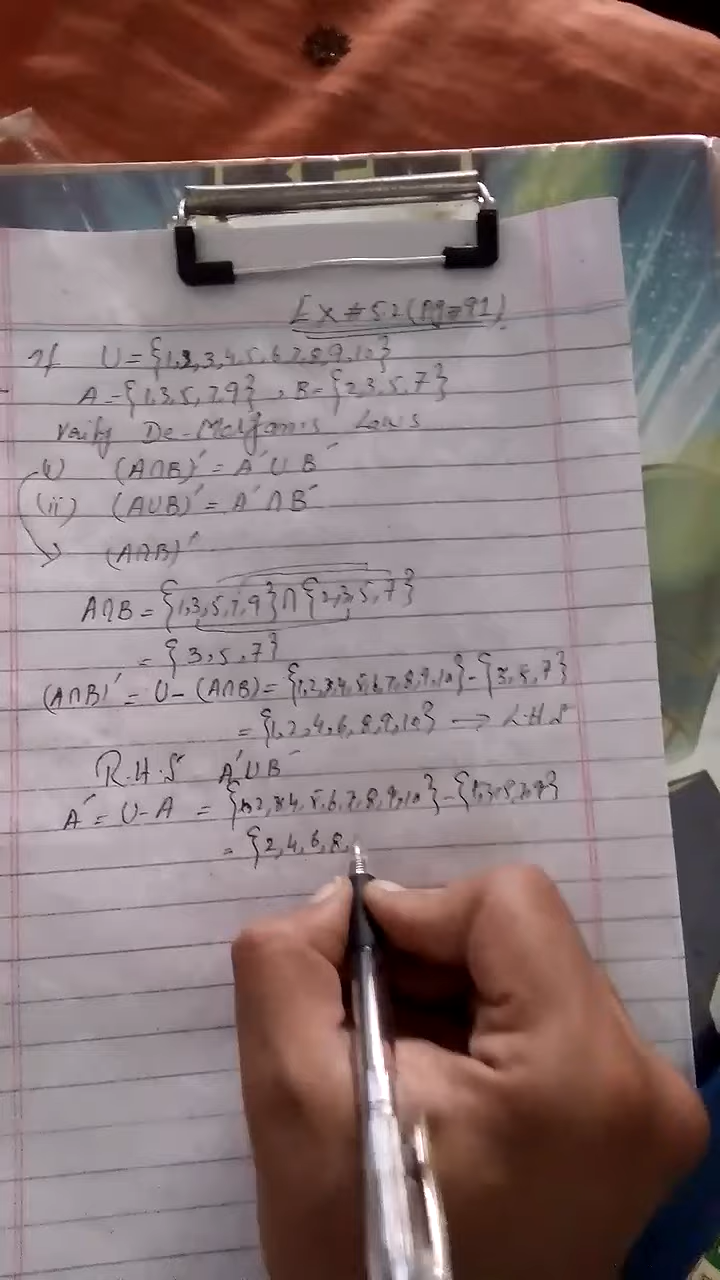 Ex # 5.2 (Pg # 91)
If U = {1,2,3,4,5,6,7,8,9,10}
A = {1,3,5,7,9} , B = {2,3,5,7}
Verify De-Morgan's Laws
(i) (A∩B)′ = A′ ∪ B′
(ii) (A∪B)′ = A′ ∩ B′
(A∩B)′
A∩B = {1,3,5,7,9} ∩ {2,3,5,7}
= {3,5,7}
(A∩B)′ = U - (A∩B) = {1,2,3,4,5,6,7,8,9,10} - {3,5,7}
= {1,2,4,6,8,9,10} → L.H.S
R.H.S A′∪B′
A′ = U-A = {1,2,3,4,5,6,7,8,9,10} - {1,3,5,7,9}
= {2,4,6,8,